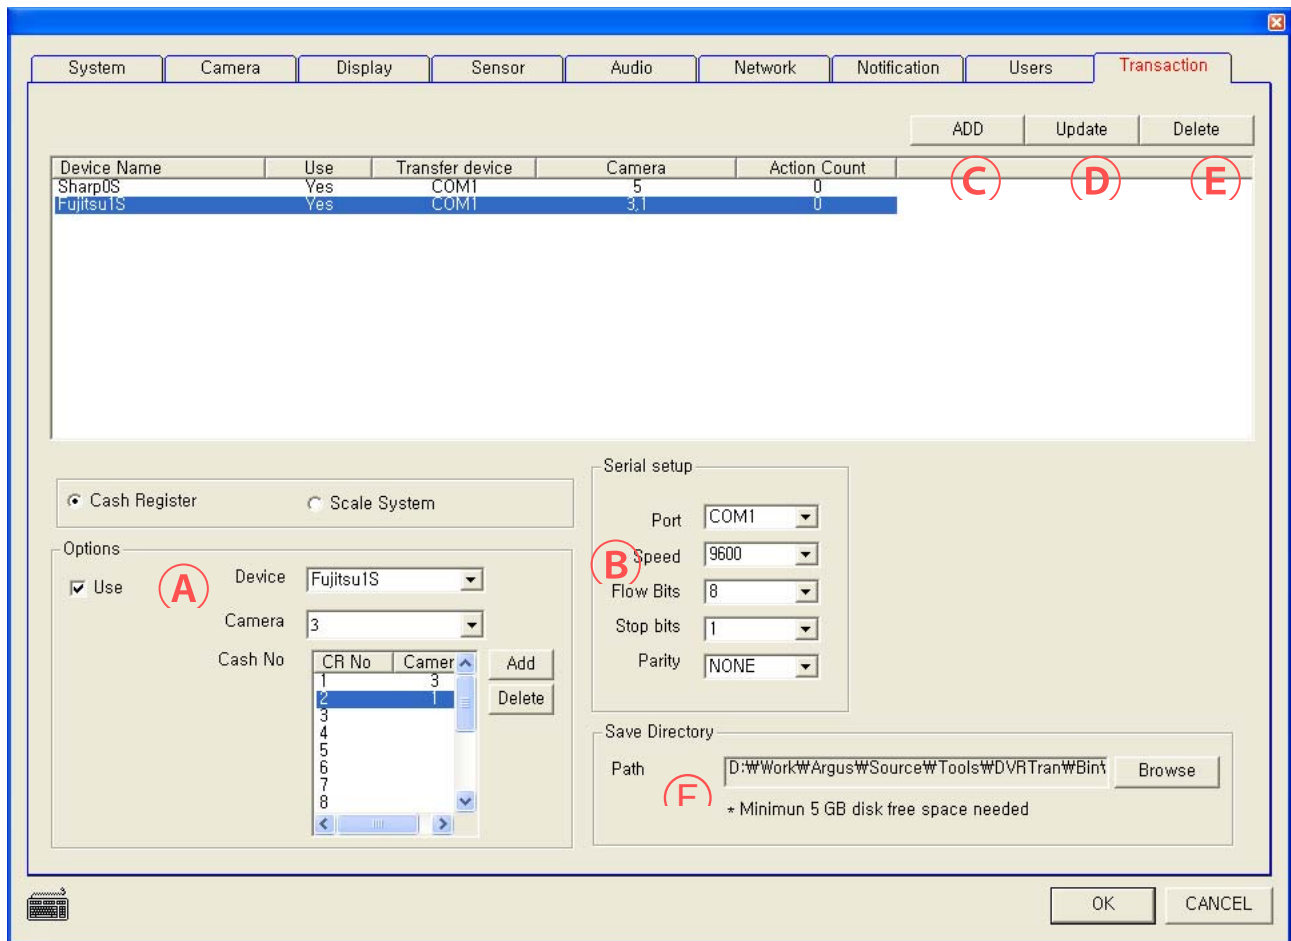 System Camera Display Sensor Audio Network Notification Users Transaction
ADD Update Delete
Device Name Use Transfer device Camera Action Count
Sharp0S Yes COM1 5 0
Fujitsu1S Yes COM1 3,1 0
C D E
Cash Register Scale System
Options
Use
A
Device Fujitsu1S
Camera 3
Cash No
CR No Camer
1 3
2 1
3
4
5
6
7
8
Add
Delete
Serial setup
Port COM1
B
Speed 9600
Flow Bits 8
Stop bits 1
Parity NONE
Save Directory
Path D:₩Work₩Argus₩Source₩Tools₩DVRTran₩Bin₩ Browse
F
* Minimun 5 GB disk free space needed
OK CANCEL